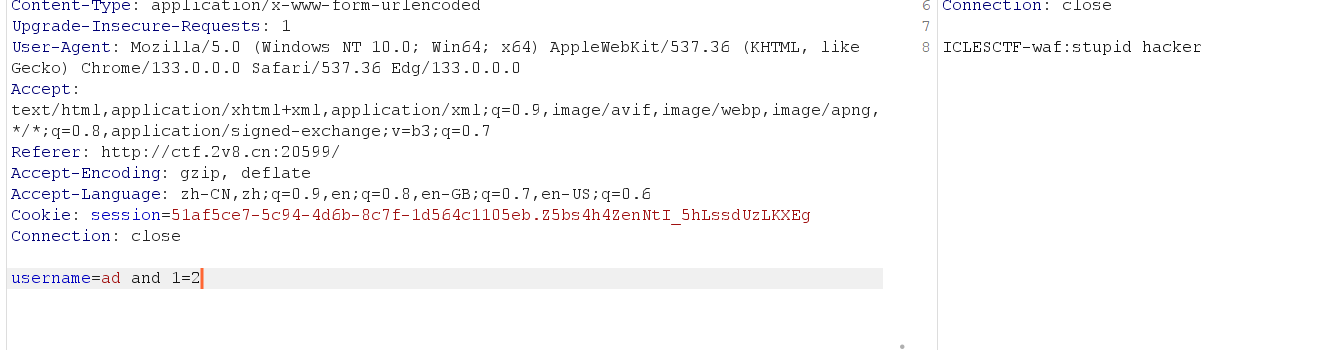 Content-Type: application/x-www-form-urlencoded
Upgrade-Insecure-Requests: 1
User-Agent: Mozilla/5.0 (Windows NT 10.0; Win64; x64) AppleWebKit/537.36 (KHTML, like
Gecko) Chrome/133.0.0.0 Safari/537.36 Edg/133.0.0.0
Accept:
text/html,application/xhtml+xml,application/xml;q=0.9,image/avif,image/webp,image/apng,
*/*;q=0.8,application/signed-exchange;v=b3;q=0.7
Referer: http://ctf.2v8.cn:20599/
Accept-Encoding: gzip, deflate
Accept-Language: zh-CN,zh;q=0.9,en;q=0.8,en-GB;q=0.7,en-US;q=0.6
Cookie: session=51af5ce7-5c94-4d6b-8c7f-1d564c1105eb.Z5bs4h4ZenNtI_5hLssdUzLKXEg
Connection: close
username=ad and 1=2
6 Connection: close
7
8 ICLESCTF-waf:stupid hacker